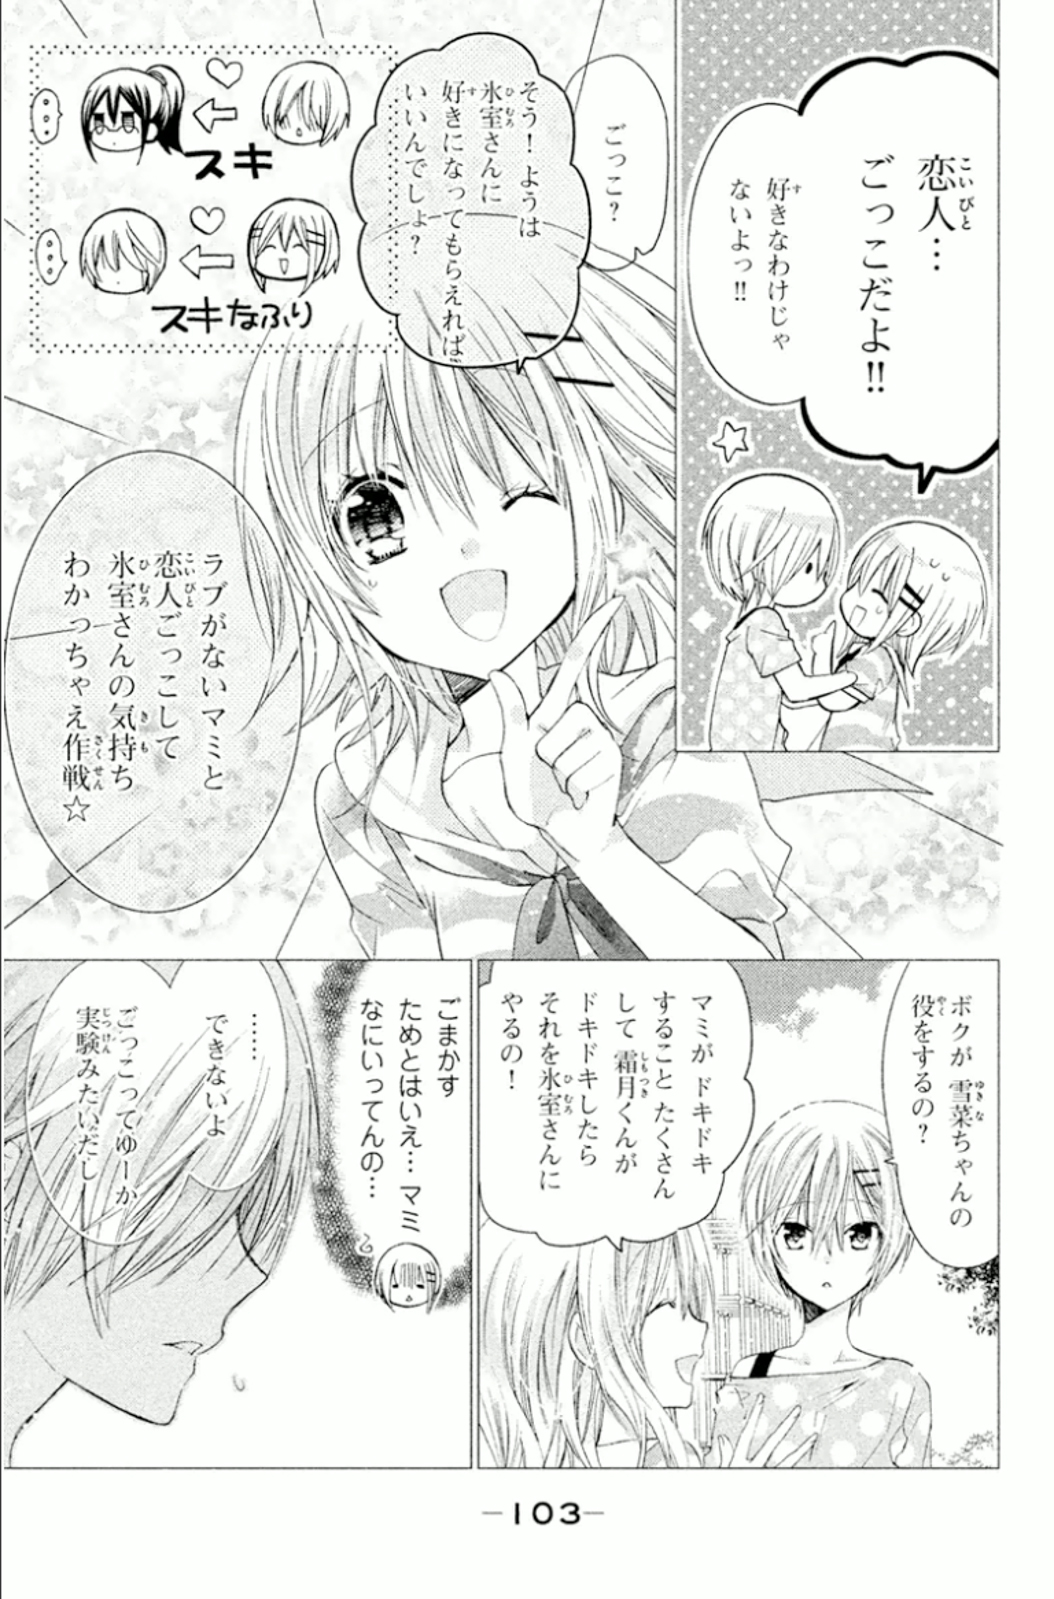 恋人…
ごっこだよ!!
好きなわけじゃ
ないよっ!!
ごっこ?
そう!ようは
氷室さんに
好きになってもらえれば
いいんでしょ?
スキ
スキなふり
ラブがないマミと
恋人ごっこして
氷室さんの気持ち
わかっちゃえ作戦☆
ボクが 雪菜ちゃんの
役をするの?
マミが ドキドキ
すること たくさん
して 霜月くんが
ドキドキしたら
それを氷室さんに
やるの!
ごまかす
ためとはいえ… マミ
なにいってんの…
……
できないよ
ごっこってゆーか
実験みたいだし
―103―